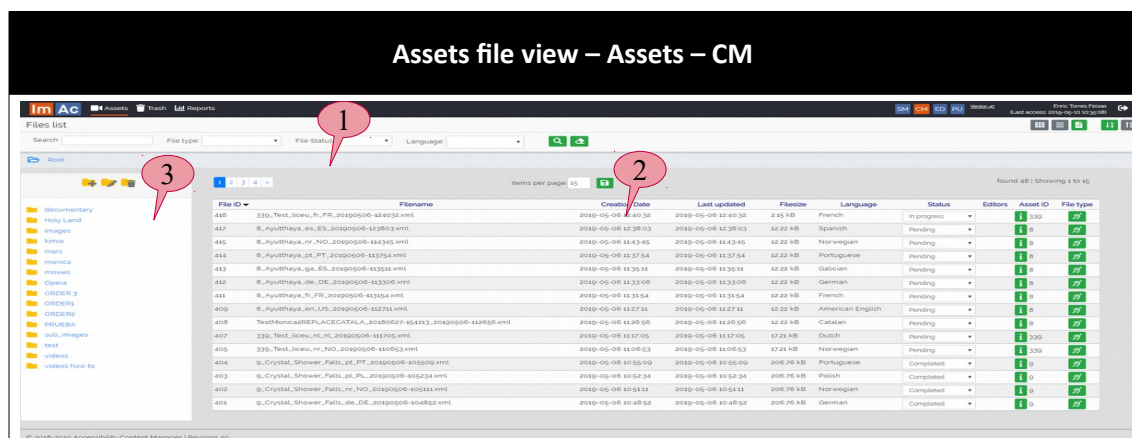 Assets file view – Assets – CM
Im Ac Assets Trash Reports SM CM ED PU Enric Torres Feixas
(Last access 2019-05-10 10:35:08)
Files list
Search File type File Status Language
Root
1
2
3
1 2 3 4 » items per page 15 found 48 | Showing 1 to 15
documentary
Holy Land
images
kimia
mars
monica
movies
Opera
ORDER 3
ORDER1
ORDER2
PRUEBA
sub_images
test
videos
videos how to
File ID Filename Creation Date Last updated Filesize Language Status Editors Asset ID File type
418 339_Test_liceu_fr_FR_20190506-124032.xml 2019-05-06 12:40:32 2019-05-06 12:40:32 2.15 kB French In progress 339
417 8_Ayutthaya_es_ES_20190506-123803.xml 2019-05-06 12:38:03 2019-05-06 12:38:03 12.22 kB Spanish Pending 8
415 8_Ayutthaya_nr_NO_20190506-114345.xml 2019-05-06 11:43:45 2019-05-06 11:43:45 12.22 kB Norwegian Pending 8
414 8_Ayutthaya_pt_PT_20190506-113754.xml 2019-05-06 11:37:54 2019-05-06 11:37:54 12.22 kB Portuguese Pending 8
413 8_Ayutthaya_ga_ES_20190506-113511.xml 2019-05-06 11:35:11 2019-05-06 11:35:11 12.22 kB Galician Pending 8
412 8_Ayutthaya_de_DE_20190506-113306.xml 2019-05-06 11:33:06 2019-05-06 11:33:06 12.22 kB German Pending 8
411 8_Ayutthaya_fr_FR_20190506-113154.xml 2019-05-06 11:31:54 2019-05-06 11:31:54 12.22 kB French Pending 8
409 8_Ayutthaya_en_US_20190506-112711.xml 2019-05-06 11:27:11 2019-05-06 11:27:11 12.22 kB American English Pending 8
408 TestMonica2REPLACECATALA_20180627-154213_20190506-112656.xml 2019-05-06 11:26:56 2019-05-06 11:26:56 12.22 kB Catalan Pending 8
407 339_Test_liceu_nl_nl_20190506-111705.xml 2019-05-06 11:17:05 2019-05-06 11:17:05 17.21 kB Dutch Pending 339
405 339_Test_liceu_nr_NO_20190506-110653.xml 2019-05-06 11:06:53 2019-05-06 11:06:53 17.21 kB Norwegian Pending 339
404 9_Crystal_Shower_Falls_pt_PT_20190506-105509.xml 2019-05-06 10:55:09 2019-05-06 10:55:09 206.76 kB Portuguese Completed 9
403 9_Crystal_Shower_Falls_pl_PL_20190506-105234.xml 2019-05-06 10:52:34 2019-05-06 10:52:34 206.76 kB Polish Completed 9
402 9_Crystal_Shower_Falls_nr_NO_20190506-105111.xml 2019-05-06 10:51:11 2019-05-06 10:51:11 206.76 kB Norwegian Completed 9
401 9_Crystal_Shower_Falls_de_DE_20190506-104852.xml 2019-05-06 10:48:52 2019-05-06 10:48:52 206.76 kB German Completed 9
© 2018-2019 Accessibility Content Manager | Revision 40